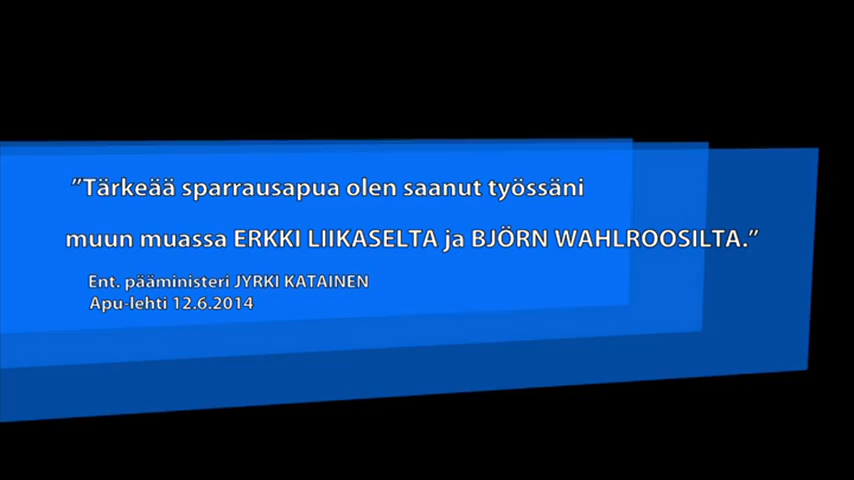 ”Tärkeää sparrausapua olen saanut työssäni
muun muassa ERKKI LIIKASELTA ja BJÖRN WAHLROOSILTA.”
Ent. pääministeri JYRKI KATAINEN
Apu-lehti 12.6.2014